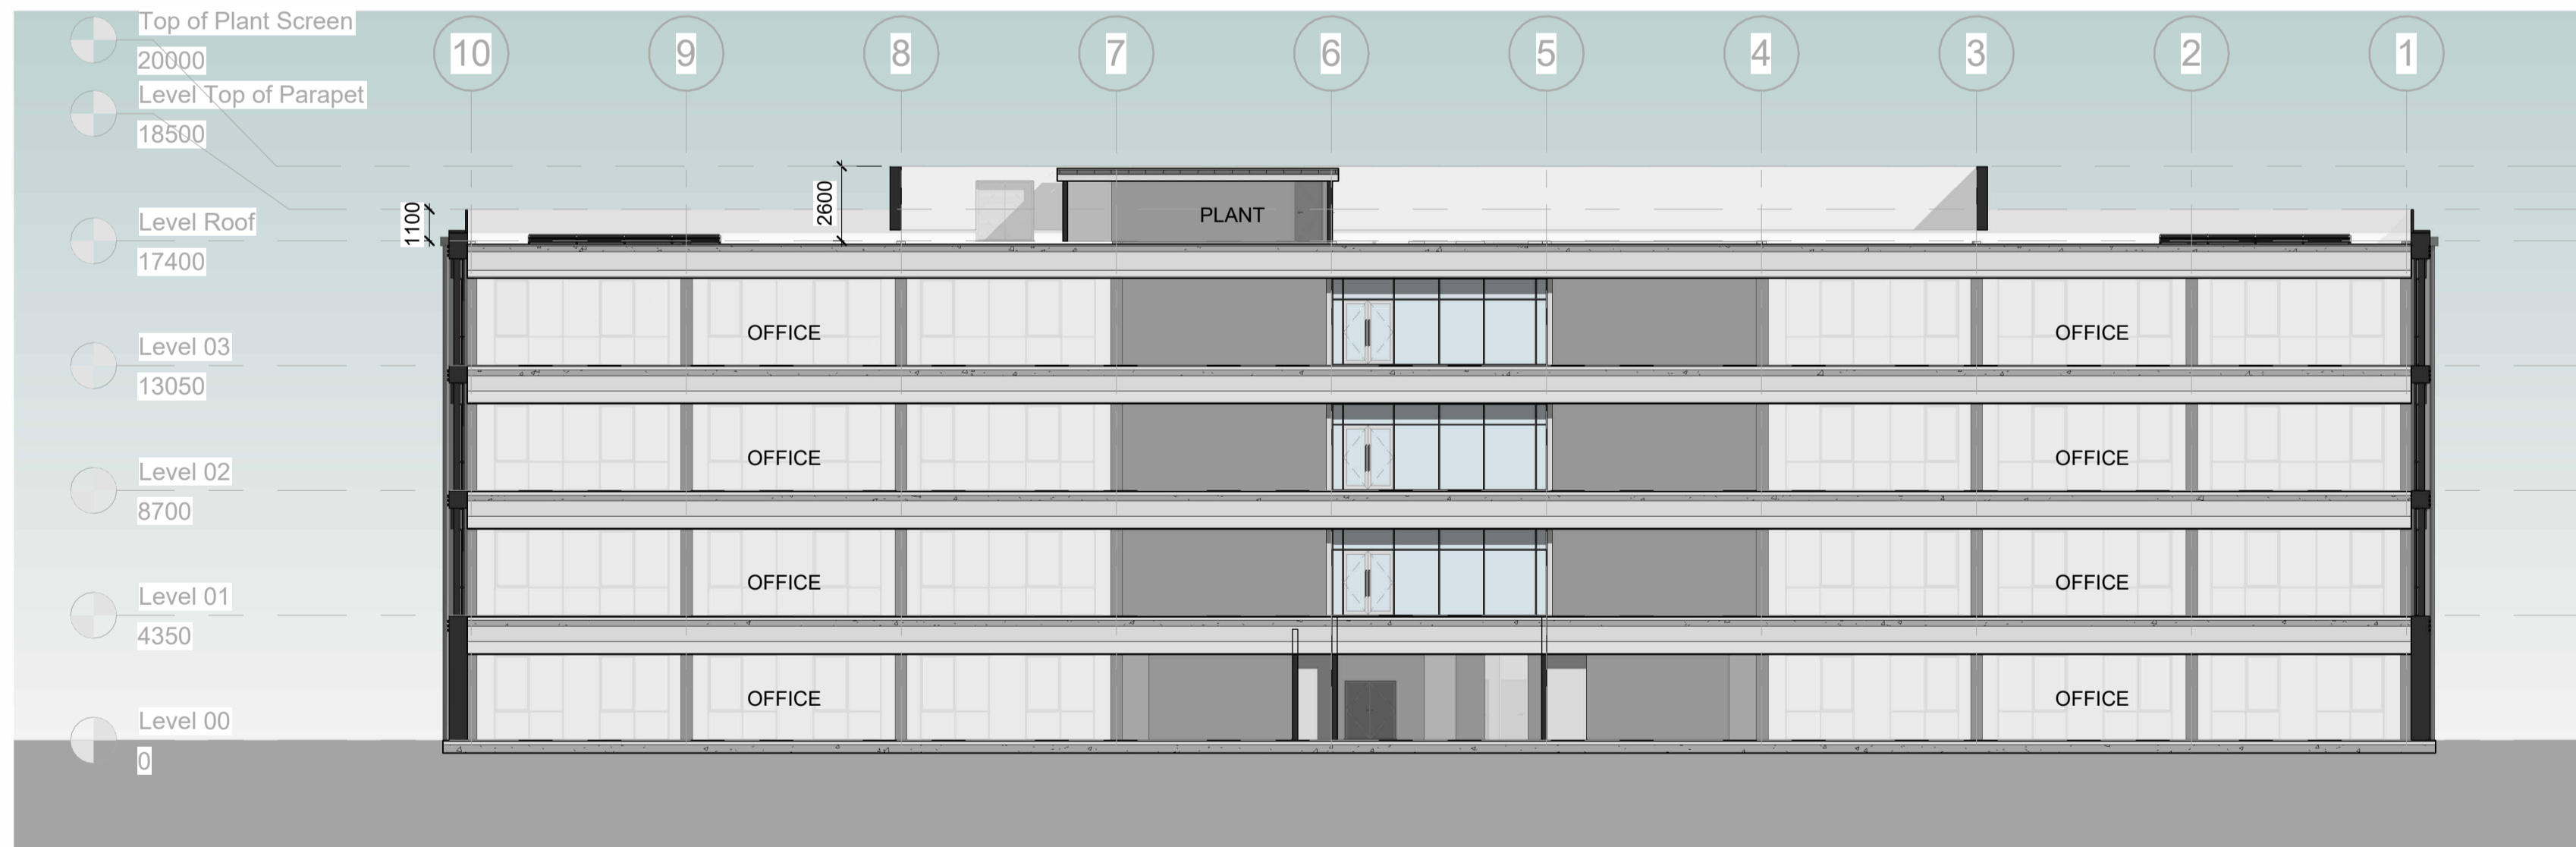 Top of Plant Screen
20000
Level Top of Parapet
18500
10 9 8 7 6 5 4 3 2 1
1100
2600
PLANT
Level Roof
17400
OFFICE OFFICE
Level 03
13050
OFFICE OFFICE
Level 02
8700
OFFICE OFFICE
Level 01
4350
OFFICE OFFICE
Level 00
0